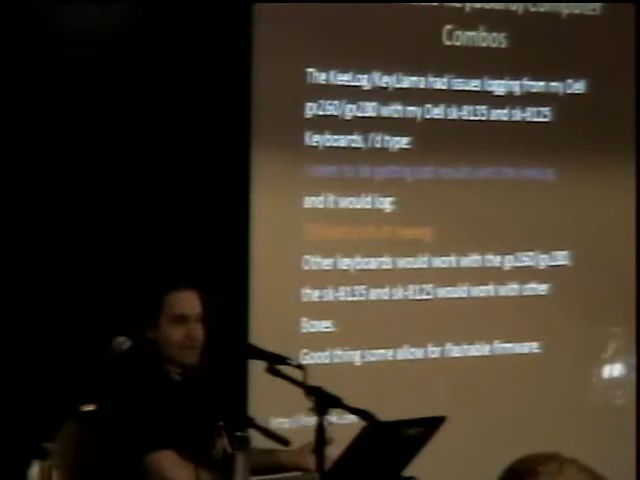 Keyboard/Computer
Combos
The KeeLog/KeyLlama had issues logging from my Dell
gx260/gx280 with my Dell sk-8135 and sk-8125
Keyboards, I'd type:
and it would log:
Other keyboards would work with the gx260/gx280,
the sk-8135 and sk-8125 would work with other
Boxes.
Good thing some allow for flashable firmware.